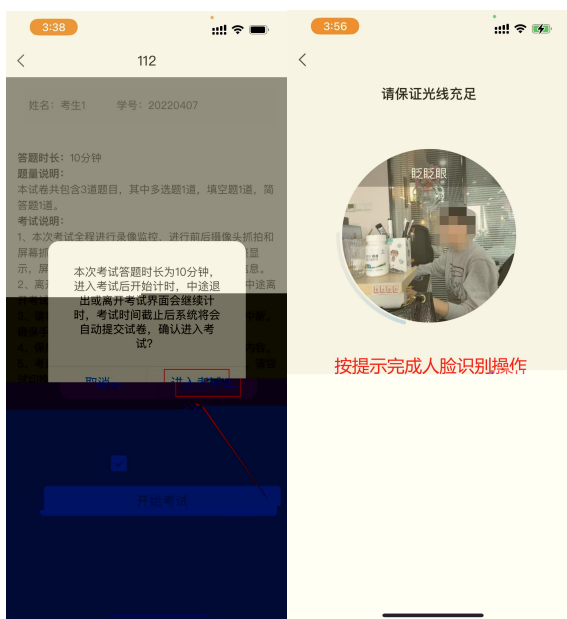 3:38
112
姓名：考生1 学号：20220407
答题时长：10分钟
题量说明：
本试卷共包含3道题目，其中多选题1道，填空题1道，简
答题1道。
考试说明：
1、本次考试全程进行录像监控，进行前后摄像头抓拍和
本次考试答题时长为10分钟，
进入考试后开始计时，中途退
出或离开考试界面会继续计
时，考试时间截止后系统将会
自动提交试卷，确认进入考
试？
取消
进入考试
开始考试
3:56
请保证光线充足
眨眨眼
按提示完成人脸识别操作